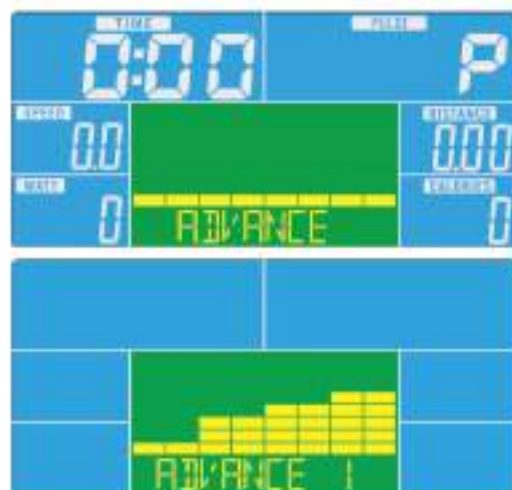 TIME PULSE
0:00 P
SPEED DISTANCE
0.0 0.00
WATT CALORIES
0 0
ADVANCE
ADVANCE 1